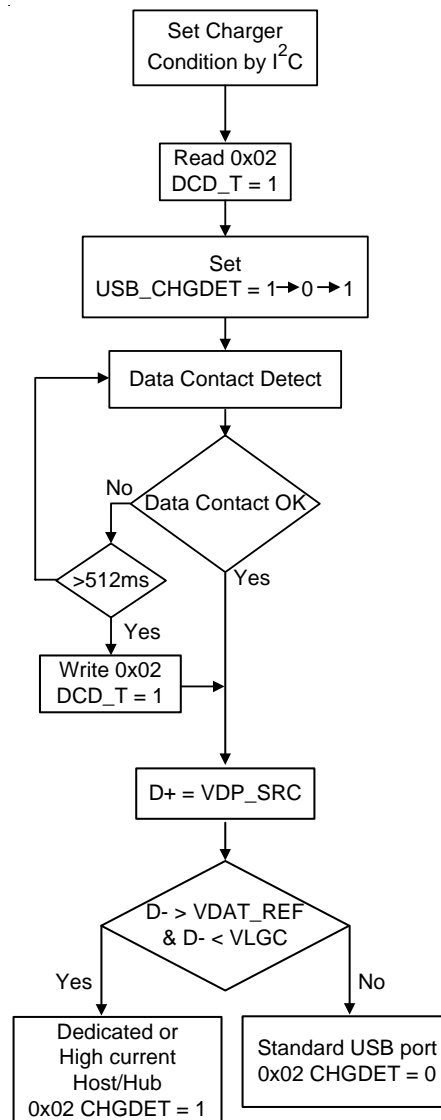 Set Charger
Condition by I²C
Read 0x02
DCD_T = 1
Set
USB_CHGDET = 1→0→1
Data Contact Detect
No
Data Contact OK
Yes
>512ms
Yes
Write 0x02
DCD_T = 1
D+ = VDP_SRC
D- > VDAT_REF
& D- < VLGC
Yes
No
Dedicated or
High current
Host/Hub
0x02 CHGDET = 1
Standard USB port
0x02 CHGDET = 0